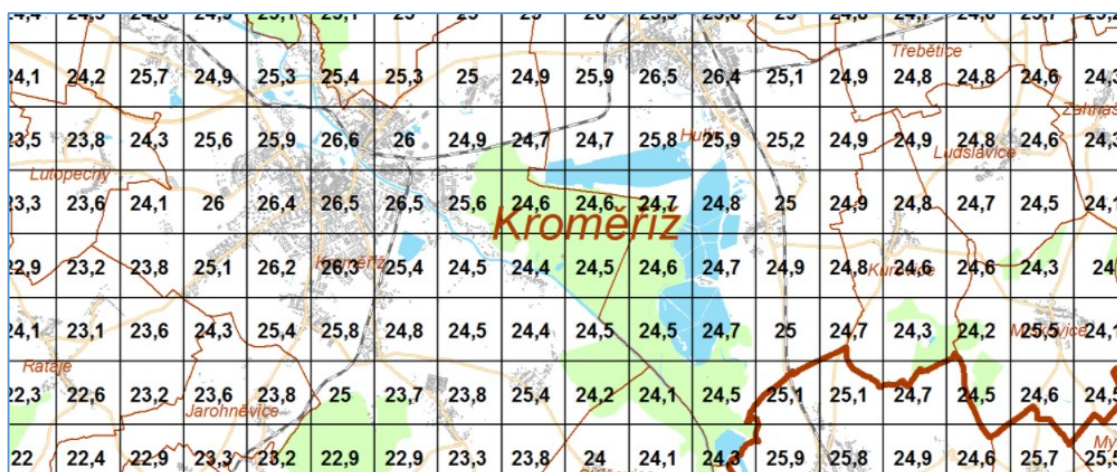 Třebětice
24,1 24,2 25,7 24,9 25,3 25,4 25,3 25 24,9 25,9 26,5 26,4 25,1 24,9 24,8 24,8 24,6 24,3
23,5 23,8 24,3 25,6 25,9 26,6 26 24,9 24,7 24,7 25,8 25,9 25,2 24,9 24,9 24,8 24,6 24,3
Hulín
Ludslavice
Lutopecny
23,3 23,6 24,1 26 26,4 26,5 26,5 25,6 24,6 24,6 24,7 24,8 25 24,9 24,8 24,7 24,5 24,1
Kroměříž
22,9 23,2 23,8 25,1 26,2 26,3 25,4 24,5 24,4 24,5 24,6 24,7 24,9 24,8 24,6 24,6 24,3 24
Kroměříž
Kurovice
24,1 23,1 23,6 24,3 25,4 25,8 24,8 24,5 24,4 24,5 24,5 24,7 25 24,7 24,3 24,2 25,5 24,1
Rataje
22,3 22,6 23,2 23,6 23,8 25 23,7 23,8 25,4 24,2 24,1 24,5 25,1 25,1 24,7 24,5 24,6 24,5
Jarohněvice
22 22,4 22,9 23,3 23,2 22,9 22,9 23,3 23,8 24 24,1 24,3 25,9 25,8 24,9 24,6 25,7